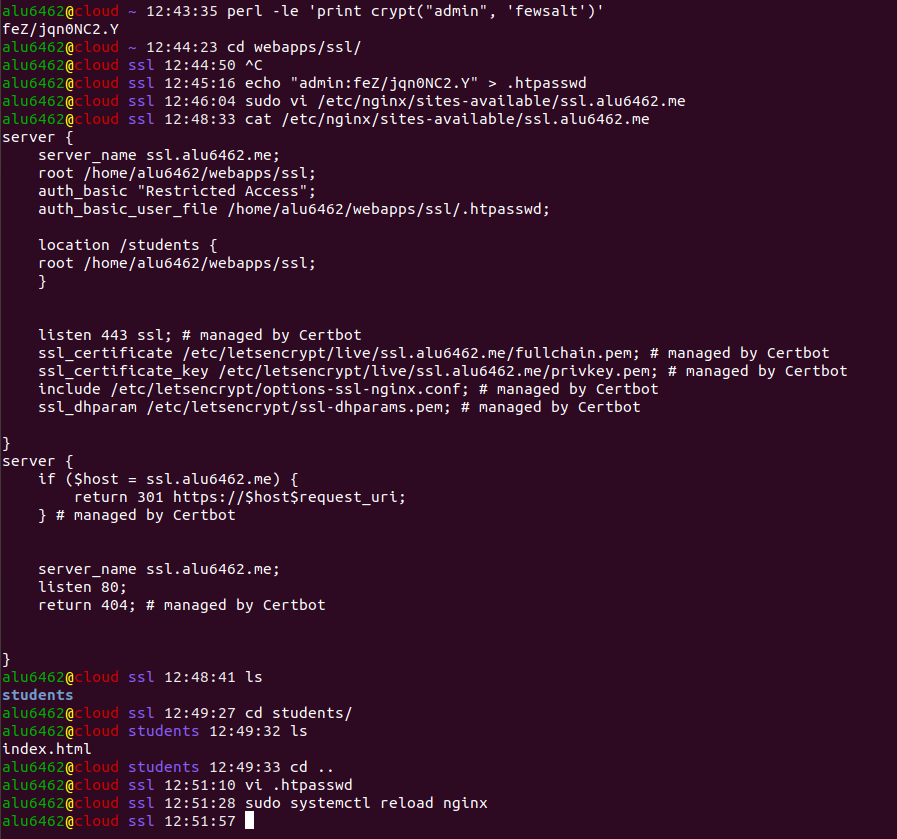 alu6462@cloud ~ 12:43:35 perl -le 'print crypt("admin", 'fewsalt')'
feZ/jqn0NC2.Y
alu6462@cloud ~ 12:44:23 cd webapps/ssl/
alu6462@cloud ssl 12:44:50 ^C
alu6462@cloud ssl 12:45:16 echo "admin:feZ/jqn0NC2.Y" > .htpasswd
alu6462@cloud ssl 12:46:04 sudo vi /etc/nginx/sites-available/ssl.alu6462.me
alu6462@cloud ssl 12:48:33 cat /etc/nginx/sites-available/ssl.alu6462.me
server {
    server_name ssl.alu6462.me;
    root /home/alu6462/webapps/ssl;
    auth_basic "Restricted Access";
    auth_basic_user_file /home/alu6462/webapps/ssl/.htpasswd;
    location /students {
    root /home/alu6462/webapps/ssl;
    }
    listen 443 ssl; # managed by Certbot
    ssl_certificate /etc/letsencrypt/live/ssl.alu6462.me/fullchain.pem; # managed by Certbot
    ssl_certificate_key /etc/letsencrypt/live/ssl.alu6462.me/privkey.pem; # managed by Certbot
    include /etc/letsencrypt/options-ssl-nginx.conf; # managed by Certbot
    ssl_dhparam /etc/letsencrypt/ssl-dhparams.pem; # managed by Certbot
}
server {
    if ($host = ssl.alu6462.me) {
        return 301 https://$host$request_uri;
    } # managed by Certbot
    server_name ssl.alu6462.me;
    listen 80;
    return 404; # managed by Certbot
}
alu6462@cloud ssl 12:48:41 ls
students
alu6462@cloud ssl 12:49:27 cd students/
alu6462@cloud students 12:49:32 ls
index.html
alu6462@cloud students 12:49:33 cd ..
alu6462@cloud ssl 12:51:10 vi .htpasswd
alu6462@cloud ssl 12:51:28 sudo systemctl reload nginx
alu6462@cloud ssl 12:51:57